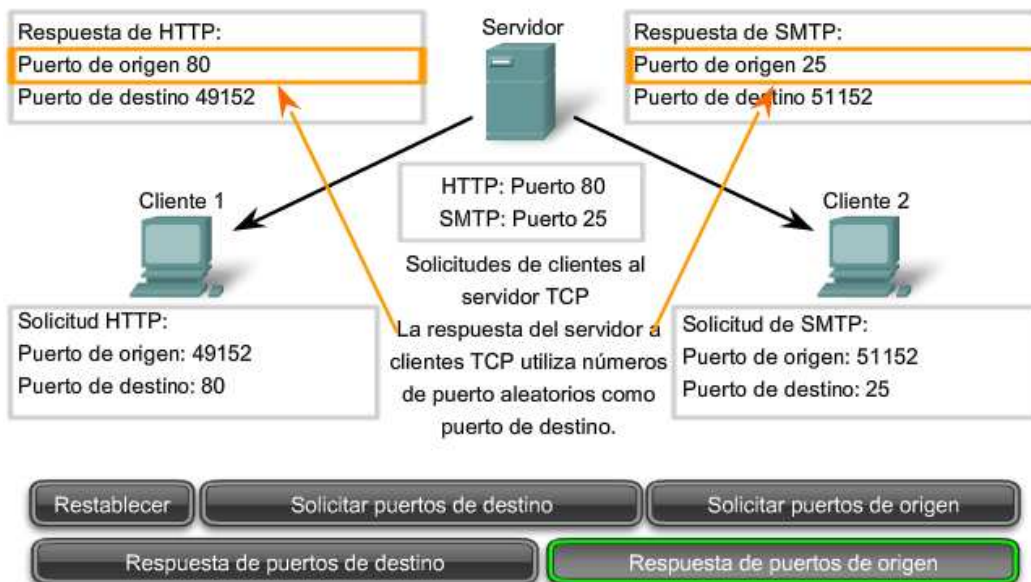 Respuesta de HTTP:
Puerto de origen 80
Puerto de destino 49152
Servidor
Respuesta de SMTP:
Puerto de origen 25
Puerto de destino 51152
HTTP: Puerto 80
SMTP: Puerto 25
Cliente 1
Cliente 2
Solicitudes de clientes al
servidor TCP
La respuesta del servidor a
clientes TCP utiliza números
de puerto aleatorios como
puerto de destino.
Solicitud HTTP:
Puerto de origen: 49152
Puerto de destino: 80
Solicitud de SMTP:
Puerto de origen: 51152
Puerto de destino: 25
Restablecer
Solicitar puertos de destino
Solicitar puertos de origen
Respuesta de puertos de destino
Respuesta de puertos de origen